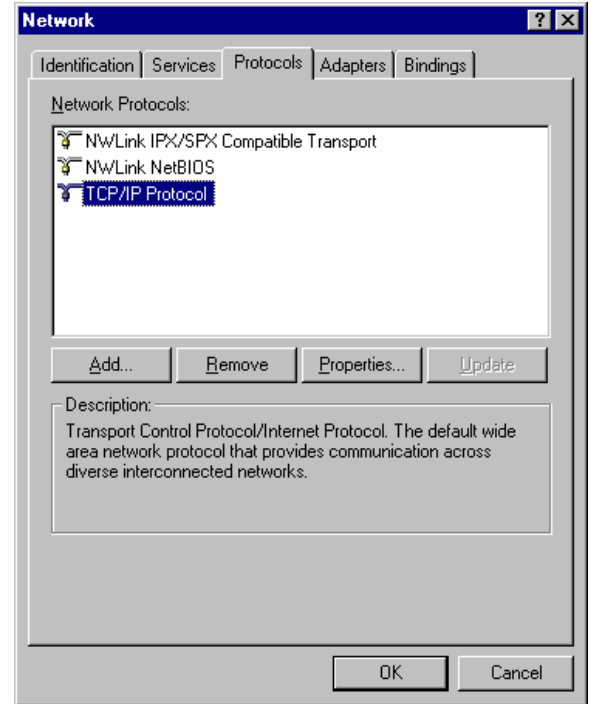 Network
Identification Services Protocols Adapters Bindings
Network Protocols:
NWLink IPX/SPX Compatible Transport
NWLink NetBIOS
TCP/IP Protocol
Add... Remove Properties... Update
Description:
Transport Control Protocol/Internet Protocol. The default wide
area network protocol that provides communication across
diverse interconnected networks.
OK Cancel